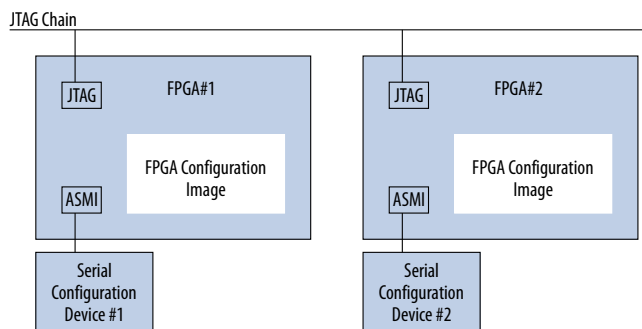 JTAG Chain
JTAG
FPGA#1
FPGA Configuration
Image
ASMI
Serial
Configuration
Device #1
JTAG
FPGA#2
FPGA Configuration
Image
ASMI
Serial
Configuration
Device #2